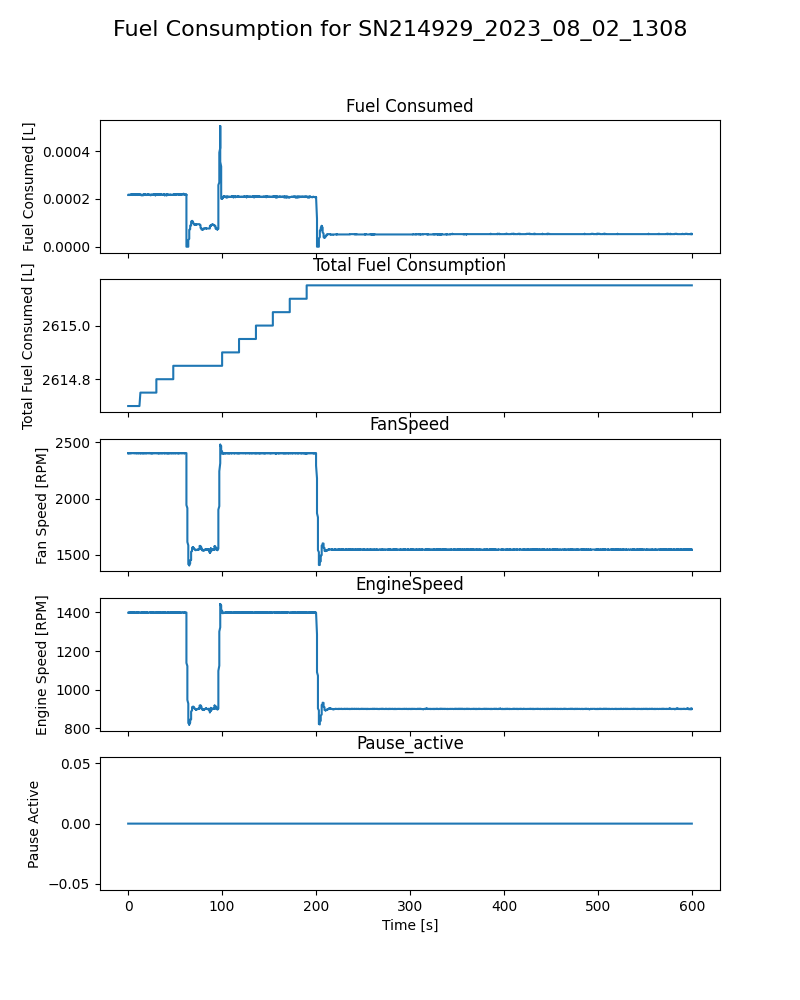 Fuel Consumption for SN214929_2023_08_02_1308
Fuel Consumed
Fuel Consumed [L]
0.0004
0.0002
0.0000
Total Fuel Consumption
Total Fuel Consumed [L]
2615.0
2614.8
FanSpeed
Fan Speed [RPM]
2500
2000
1500
EngineSpeed
Engine Speed [RPM]
1400
1200
1000
800
Pause_active
Pause Active
0.05
0.00
−0.05
0 100 200 300 400 500 600
Time [s]